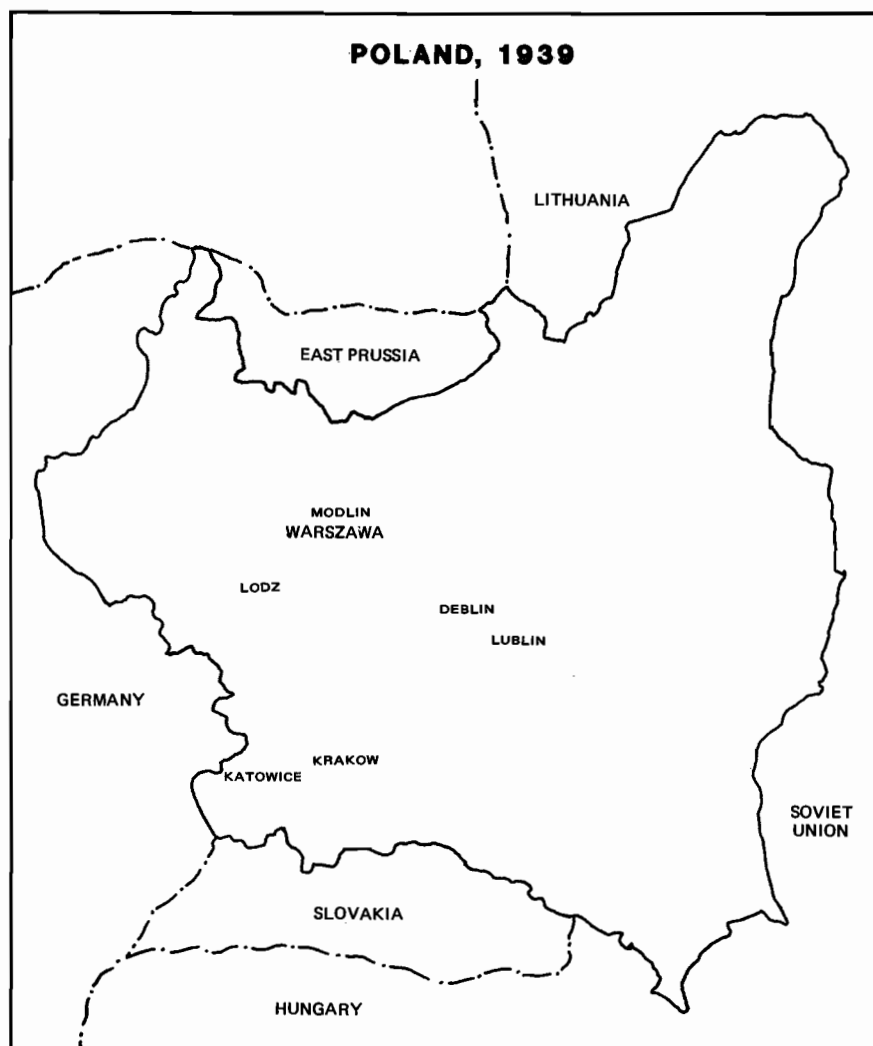 POLAND, 1939
LITHUANIA
EAST PRUSSIA
MODLIN
WARSZAWA
LODZ
DEBLIN
LUBLIN
GERMANY
KRAKOW
KATOWICE
SOVIET
UNION
SLOVAKIA
HUNGARY